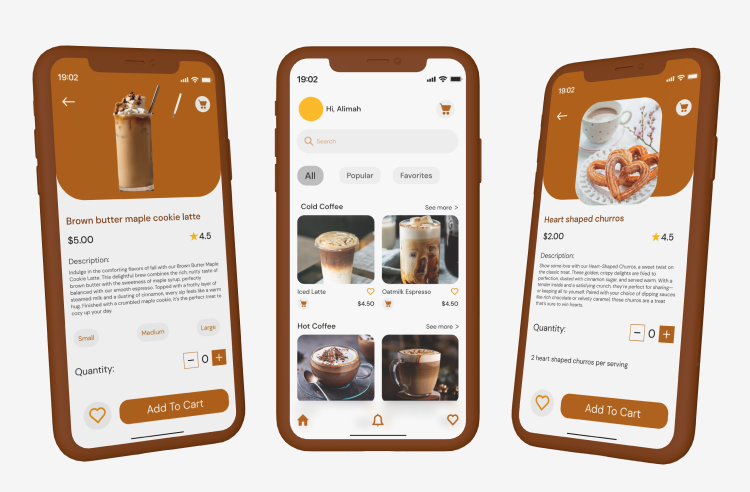 19:02
Brown butter maple cookie latte
$5.00
4.5
Description:
Indulge in the comforting flavors of fall with our Brown Butter Maple
Cookie Latte. This delightful brew combines the rich, nutty taste of
brown butter with the sweetness of maple syrup, perfectly
balanced with our smooth espresso. Topped with a frothy layer of
steamed milk and a dusting of cinnamon, every sip feels like a warm
hug. Finished with a crumbled maple cookie, it's the perfect treat to
cozy up your day.
Small
Medium
Large
Quantity:
0
Add To Cart
19:02
Hi, Alimah
Search
All
Popular
Favorites
Cold Coffee
See more >
Iced Latte
$4.50
Oatmilk Espresso
$4.50
Hot Coffee
See more >
19:02
Heart shaped churros
$2.00
4.5
Description:
Show some love with our Heart-Shaped Churros, a sweet twist on
the classic treat. These golden, crispy delights are fried to
perfection, dusted with cinnamon sugar, and served warm. With a
tender inside and a satisfying crunch, they're perfect for sharing—
or keeping all to yourself. Paired with your choice of dipping sauces
like rich chocolate or velvety caramel, these churros are a treat
that's sure to win hearts.
Quantity:
0
2 heart shaped churros per serving
Add To Cart